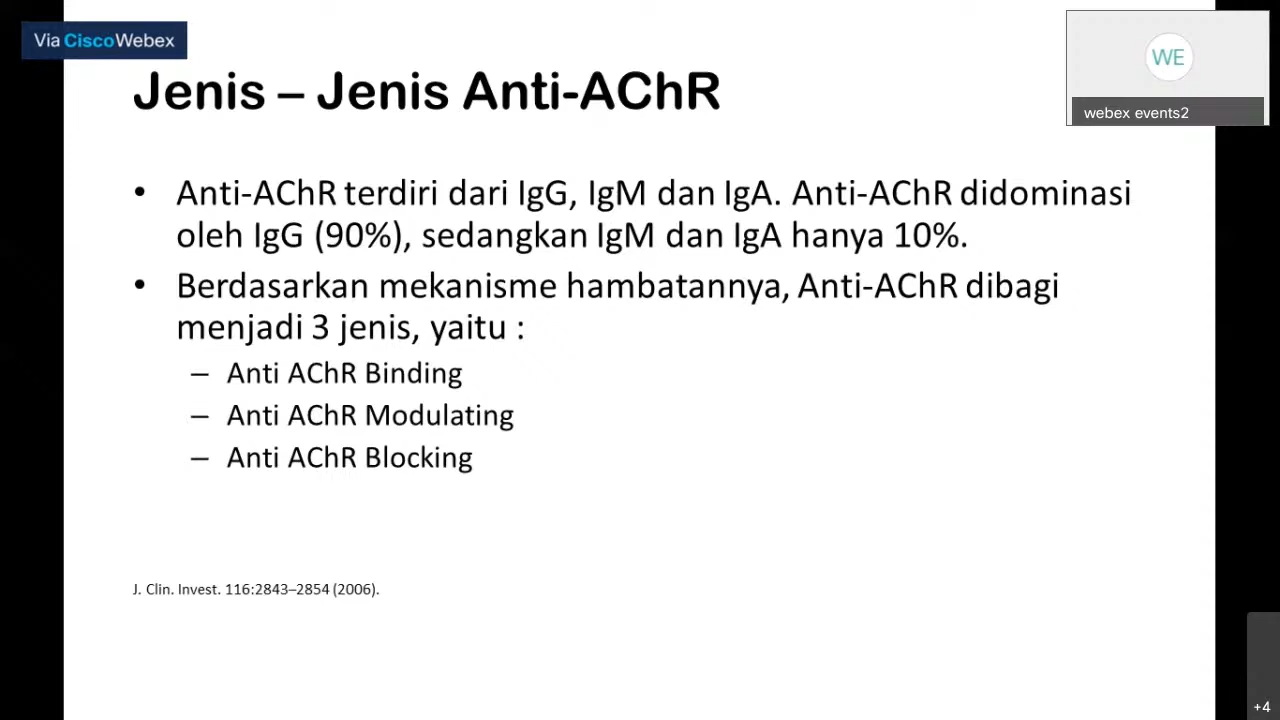 Via CiscoWebex
WE
webex events2
Jenis – Jenis Anti-AChR
• Anti-AChR terdiri dari IgG, IgM dan IgA. Anti-AChR didominasi
oleh IgG (90%), sedangkan IgM dan IgA hanya 10%.
• Berdasarkan mekanisme hambatannya, Anti-AChR dibagi
menjadi 3 jenis, yaitu :
– Anti AChR Binding
– Anti AChR Modulating
– Anti AChR Blocking
J. Clin. Invest. 116:2843–2854 (2006).
+4